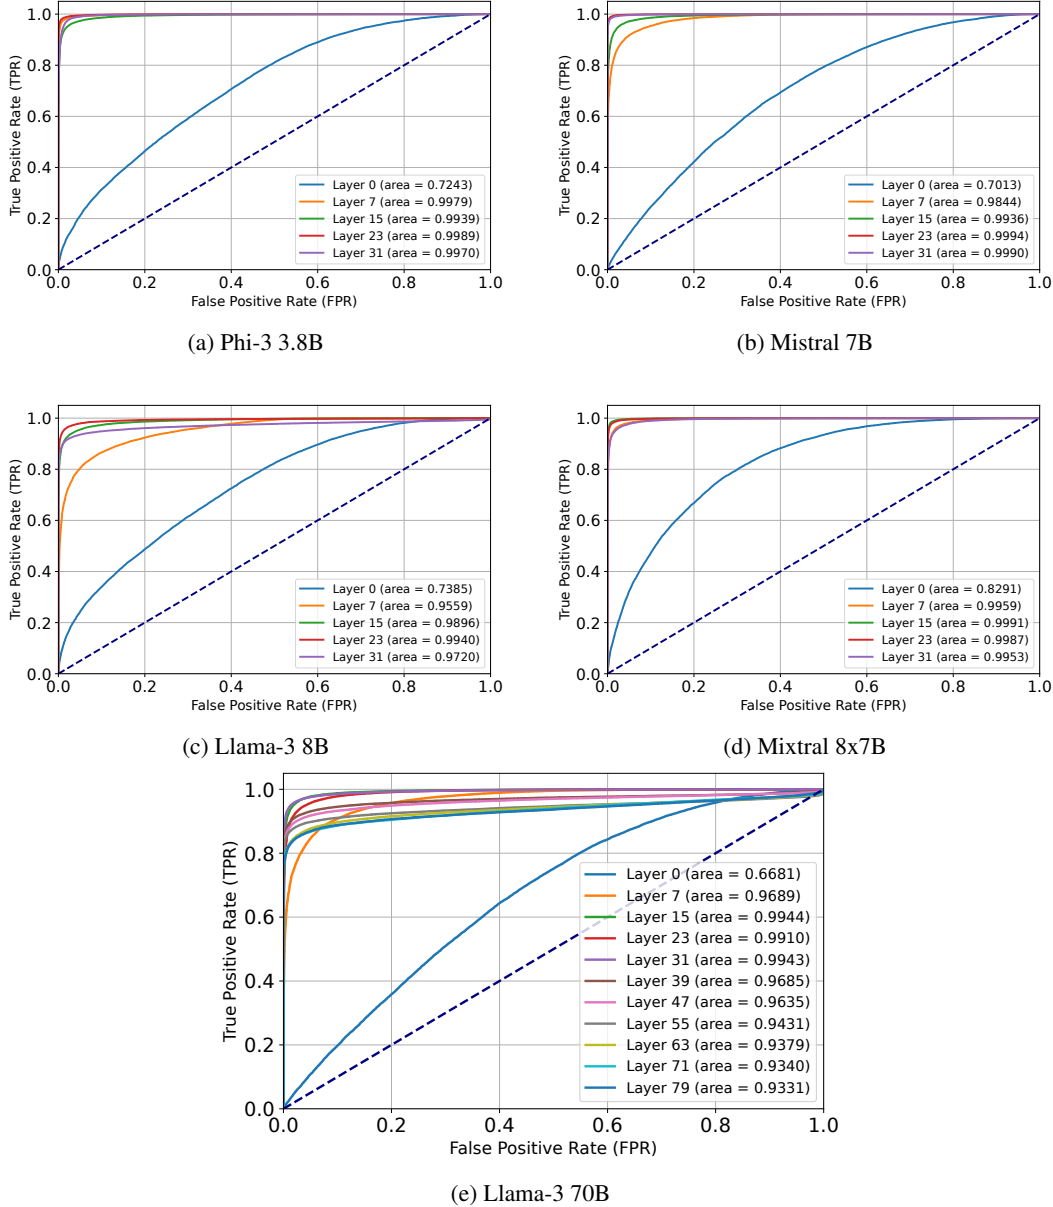 1.0
0.8
0.6
0.4
0.2
0.0
True Positive Rate (TPR)
Layer 0 (area = 0.7243)
Layer 7 (area = 0.9979)
Layer 15 (area = 0.9939)
Layer 23 (area = 0.9989)
Layer 31 (area = 0.9970)
0.0 0.2 0.4 0.6 0.8 1.0
False Positive Rate (FPR)
(a) Phi-3 3.8B
1.0
0.8
0.6
0.4
0.2
0.0
True Positive Rate (TPR)
Layer 0 (area = 0.7013)
Layer 7 (area = 0.9844)
Layer 15 (area = 0.9936)
Layer 23 (area = 0.9994)
Layer 31 (area = 0.9990)
0.0 0.2 0.4 0.6 0.8 1.0
False Positive Rate (FPR)
(b) Mistral 7B
1.0
0.8
0.6
0.4
0.2
0.0
True Positive Rate (TPR)
Layer 0 (area = 0.7385)
Layer 7 (area = 0.9559)
Layer 15 (area = 0.9896)
Layer 23 (area = 0.9940)
Layer 31 (area = 0.9720)
0.0 0.2 0.4 0.6 0.8 1.0
False Positive Rate (FPR)
(c) Llama-3 8B
1.0
0.8
0.6
0.4
0.2
0.0
True Positive Rate (TPR)
Layer 0 (area = 0.8291)
Layer 7 (area = 0.9959)
Layer 15 (area = 0.9991)
Layer 23 (area = 0.9987)
Layer 31 (area = 0.9953)
0.0 0.2 0.4 0.6 0.8 1.0
False Positive Rate (FPR)
(d) Mixtral 8x7B
1.0
0.8
0.6
0.4
0.2
0.0
True Positive Rate (TPR)
Layer 0 (area = 0.6681)
Layer 7 (area = 0.9689)
Layer 15 (area = 0.9944)
Layer 23 (area = 0.9910)
Layer 31 (area = 0.9943)
Layer 39 (area = 0.9685)
Layer 47 (area = 0.9635)
Layer 55 (area = 0.9431)
Layer 63 (area = 0.9379)
Layer 71 (area = 0.9340)
Layer 79 (area = 0.9331)
0.0 0.2 0.4 0.6 0.8 1.0
False Positive Rate (FPR)
(e) Llama-3 70B